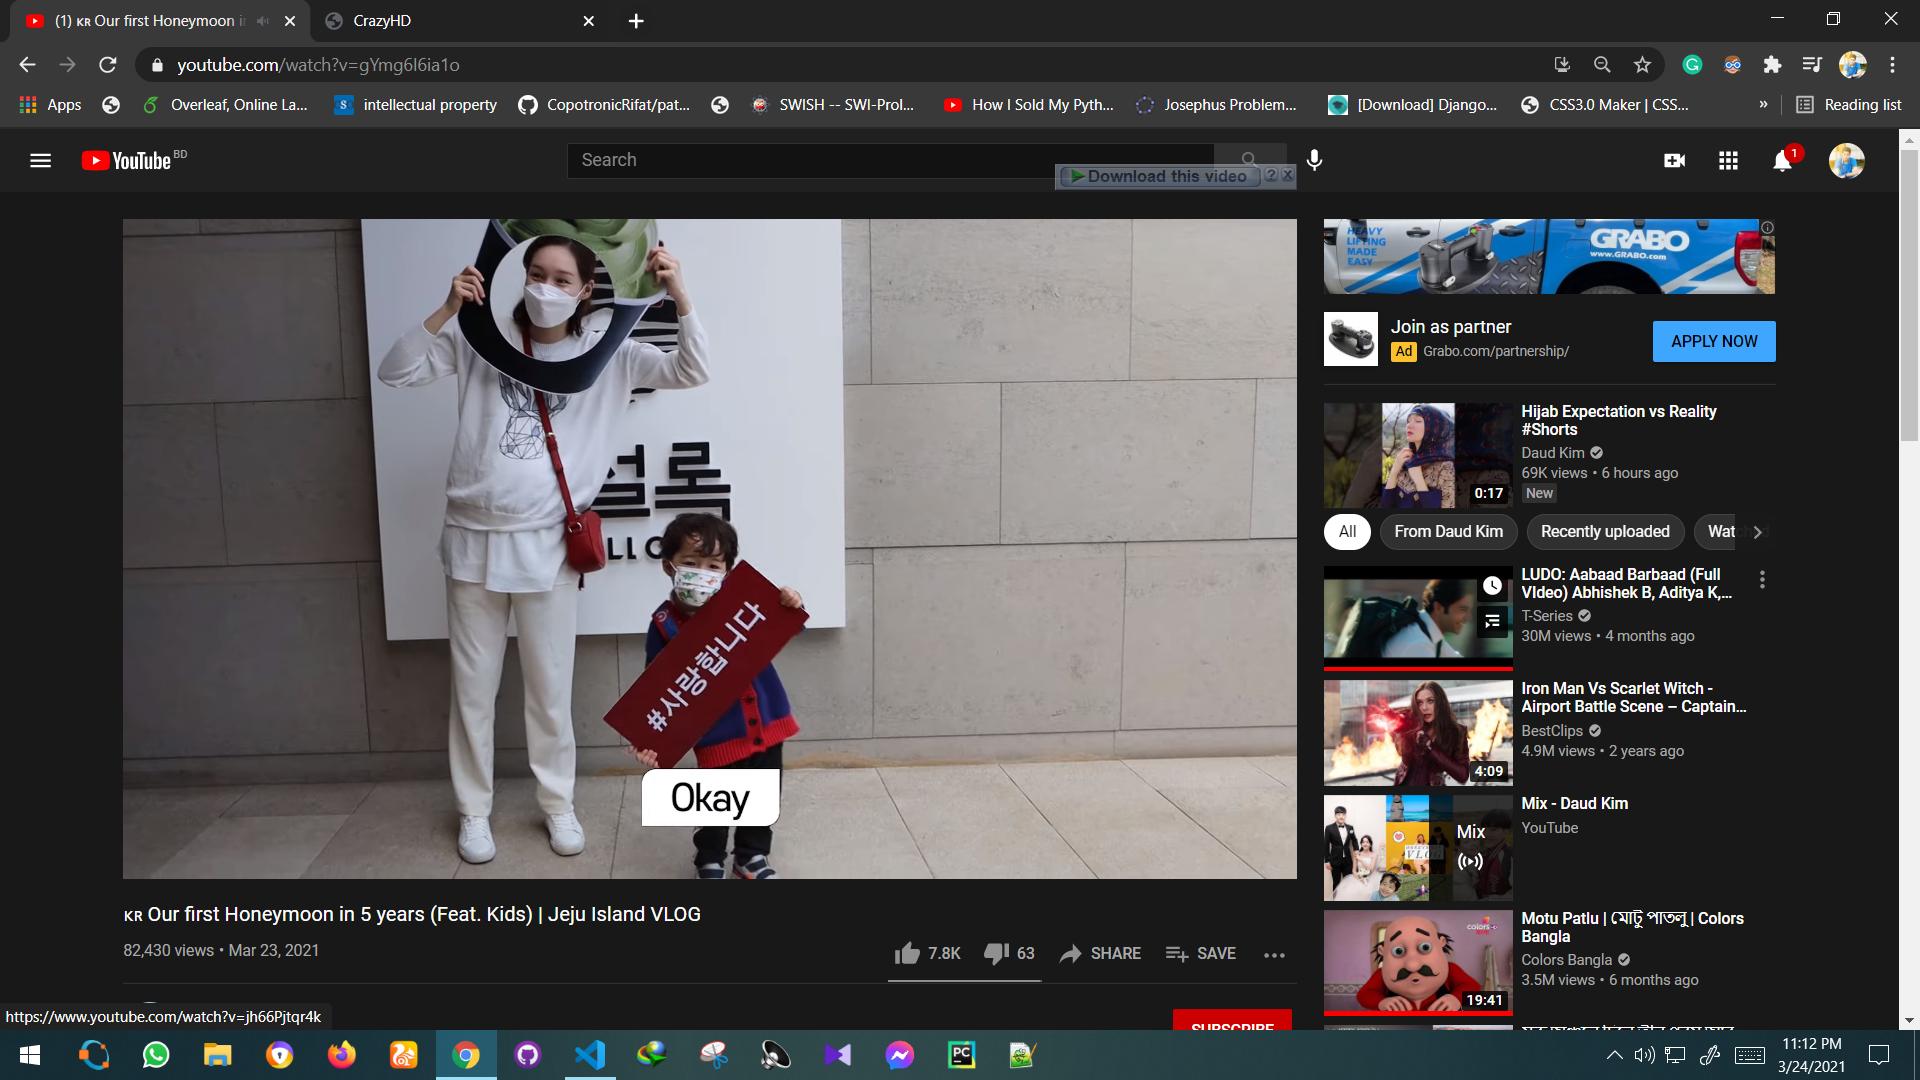 (1) ᴋʀ Our first Honeymoon i
CrazyHD
youtube.com/watch?v=gYmg6I6ia1o
Apps
Overleaf, Online La...
intellectual property
CopotronicRifat/pat...
SWISH -- SWI-Prol...
How I Sold My Pyth...
Josephus Problem...
[Download] Django...
CSS3.0 Maker | CSS...
»
Reading list
YouTube BD
Search
Download this video
1
설록
#사랑합니다
Okay
HEAVY
LIFTING
MADE
EASY
GRABO
www.GRABO.com
Join as partner
Ad Grabo.com/partnership/
APPLY NOW
Hijab Expectation vs Reality
#Shorts
Daud Kim
69K views • 6 hours ago
New
0:17
All
From Daud Kim
Recently uploaded
LUDO: Aabaad Barbaad (Full
VIdeo) Abhishek B, Aditya K,...
T-Series
30M views • 4 months ago
Iron Man Vs Scarlet Witch -
Airport Battle Scene – Captain...
BestClips
4.9M views • 2 years ago
4:09
Mix - Daud Kim
YouTube
Mix
Motu Patlu | মোটু পাতলু | Colors
Bangla
Colors Bangla
3.5M views • 6 months ago
19:41
ᴋʀ Our first Honeymoon in 5 years (Feat. Kids) | Jeju Island VLOG
82,430 views • Mar 23, 2021
7.8K
63
SHARE
SAVE
SUBSCRIBE
https://www.youtube.com/watch?v=jh66Pjtqr4k
PC
11:12 PM
3/24/2021